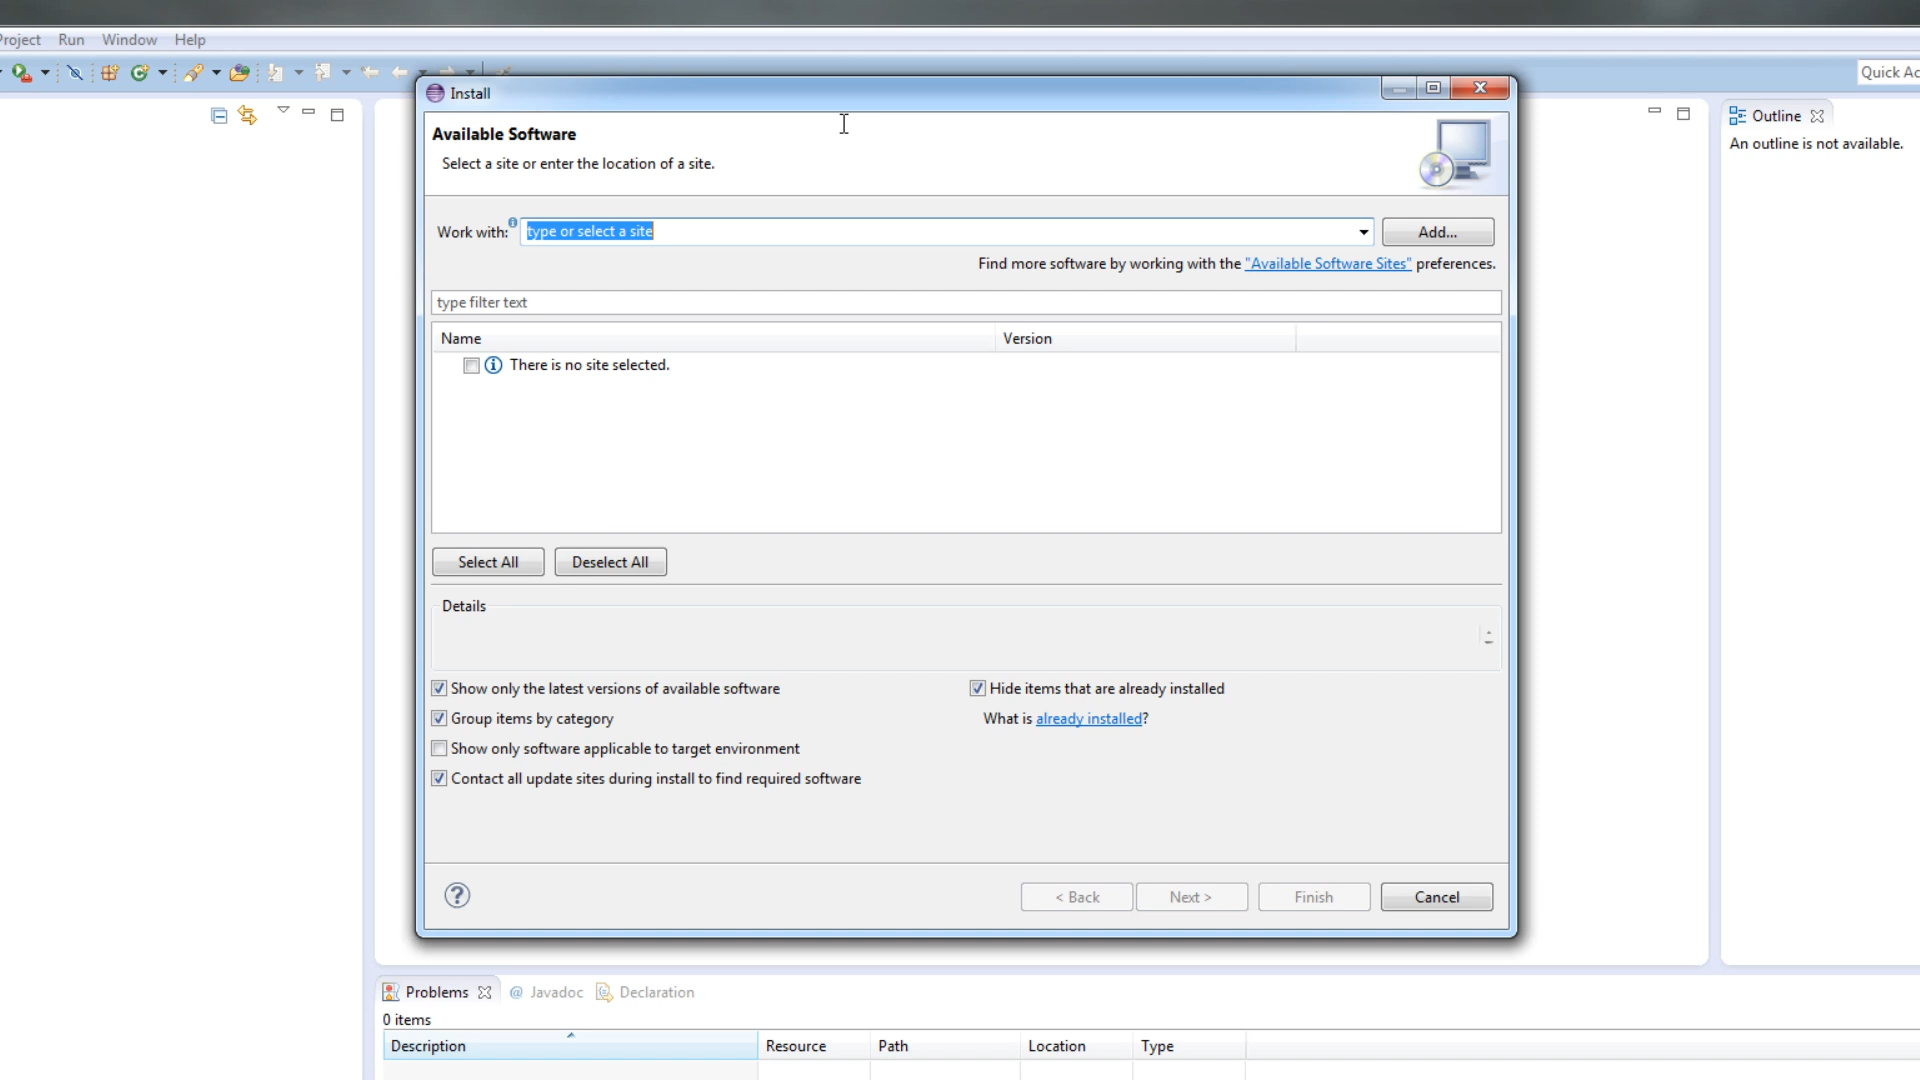 Project Run Window Help
Quick Ac
Install
Available Software
Select a site or enter the location of a site.
Work with: type or select a site Add...
Find more software by working with the "Available Software Sites" preferences.
type filter text
Name Version
There is no site selected.
Select All Deselect All
Details
Show only the latest versions of available software Hide items that are already installed
Group items by category What is already installed?
Show only software applicable to target environment
Contact all update sites during install to find required software
< Back Next > Finish Cancel
Outline
An outline is not available.
Problems @ Javadoc Declaration
0 items
Description Resource Path Location Type